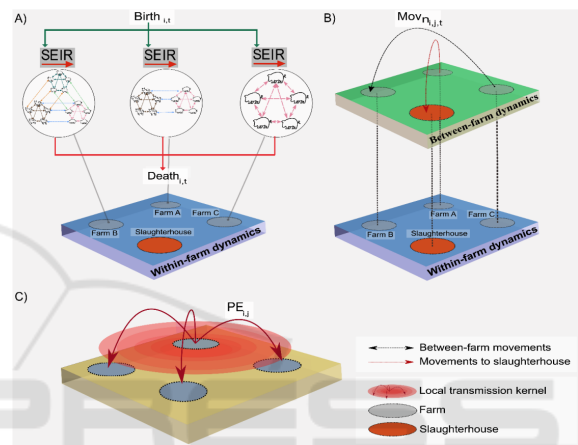 A)
Birth i,t
SEIR
SEIR
SEIR
Death i,t
Farm A
Farm B
Farm C
Slaughterhouse
Within-farm dynamics
B)
Mov n i,j,t
Between-farm dynamics
Farm A
Farm B
Farm C
Slaughterhouse
Within-farm dynamics
C)
PE i,j
Between-farm movements
Movements to slaughterhouse
Local transmission kernel
Farm
Slaughterhouse